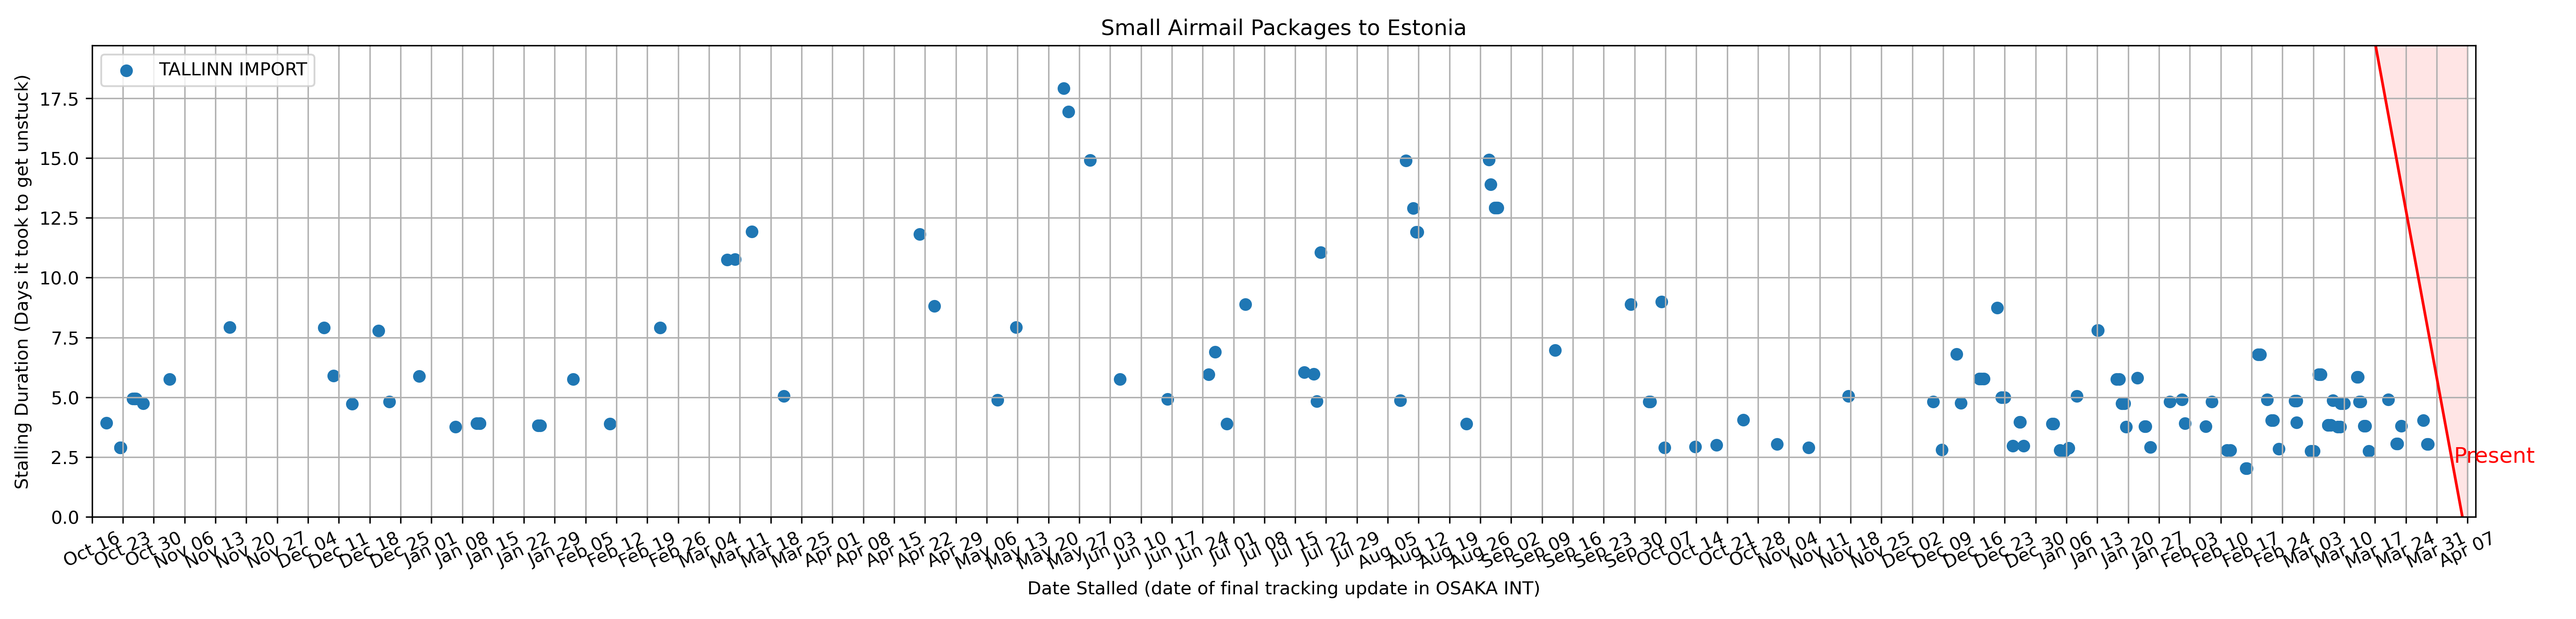 Small Airmail Packages to Estonia
TALLINN IMPORT
Stalling Duration (Days it took to get unstuck)
17.5
15.0
12.5
10.0
7.5
5.0
2.5
0.0
Present
Oct 16 Oct 23 Oct 30 Nov 06 Nov 13 Nov 20 Nov 27 Dec 04 Dec 11 Dec 18 Dec 25 Jan 01 Jan 08 Jan 15 Jan 22 Jan 29 Feb 05 Feb 12 Feb 19 Feb 26 Mar 04 Mar 11 Mar 18 Mar 25 Apr 01 Apr 08 Apr 15 Apr 22 Apr 29 May 06 May 13 May 20 May 27 Jun 03 Jun 10 Jun 17 Jun 24 Jul 01 Jul 08 Jul 15 Jul 22 Jul 29 Aug 05 Aug 12 Aug 19 Aug 26 Sep 02 Sep 09 Sep 16 Sep 23 Sep 30 Oct 07 Oct 14 Oct 21 Oct 28 Nov 04 Nov 11 Nov 18 Nov 25 Dec 02 Dec 09 Dec 16 Dec 23 Dec 30 Jan 06 Jan 13 Jan 20 Jan 27 Feb 03 Feb 10 Feb 17 Feb 24 Mar 03 Mar 10 Mar 17 Mar 24 Mar 31 Apr 07
Date Stalled (date of final tracking update in OSAKA INT)